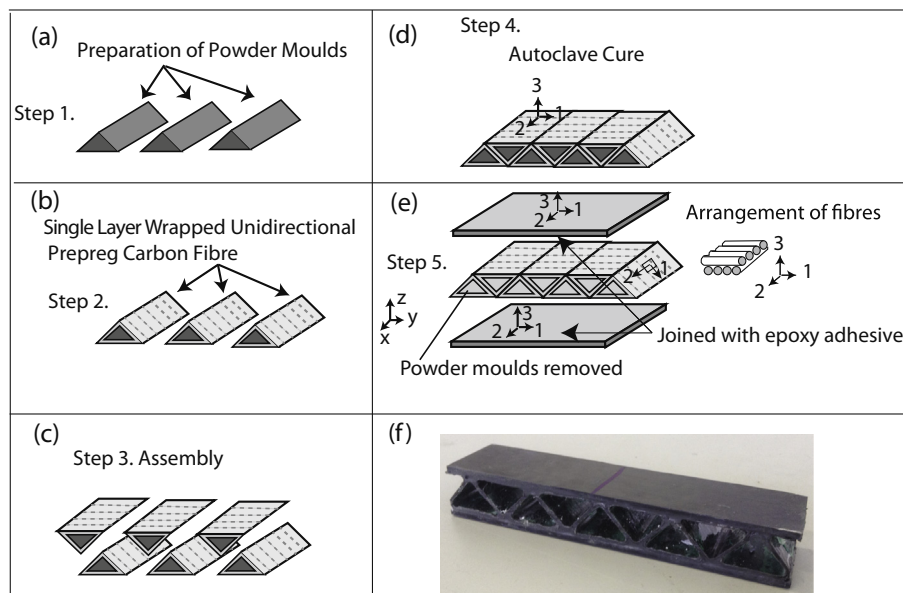 (a)
Preparation of Powder Moulds
Step 1.
(b)
Single Layer Wrapped Unidirectional
Prepreg Carbon Fibre
Step 2.
(c)
Step 3. Assembly
(d)
Step 4.
Autoclave Cure
3
1
2
(e)
3
1
2
Arrangement of fibres
3
1
2
Step 5.
2
1
z
y
x
3
1
2
Joined with epoxy adhesive
Powder moulds removed
(f)